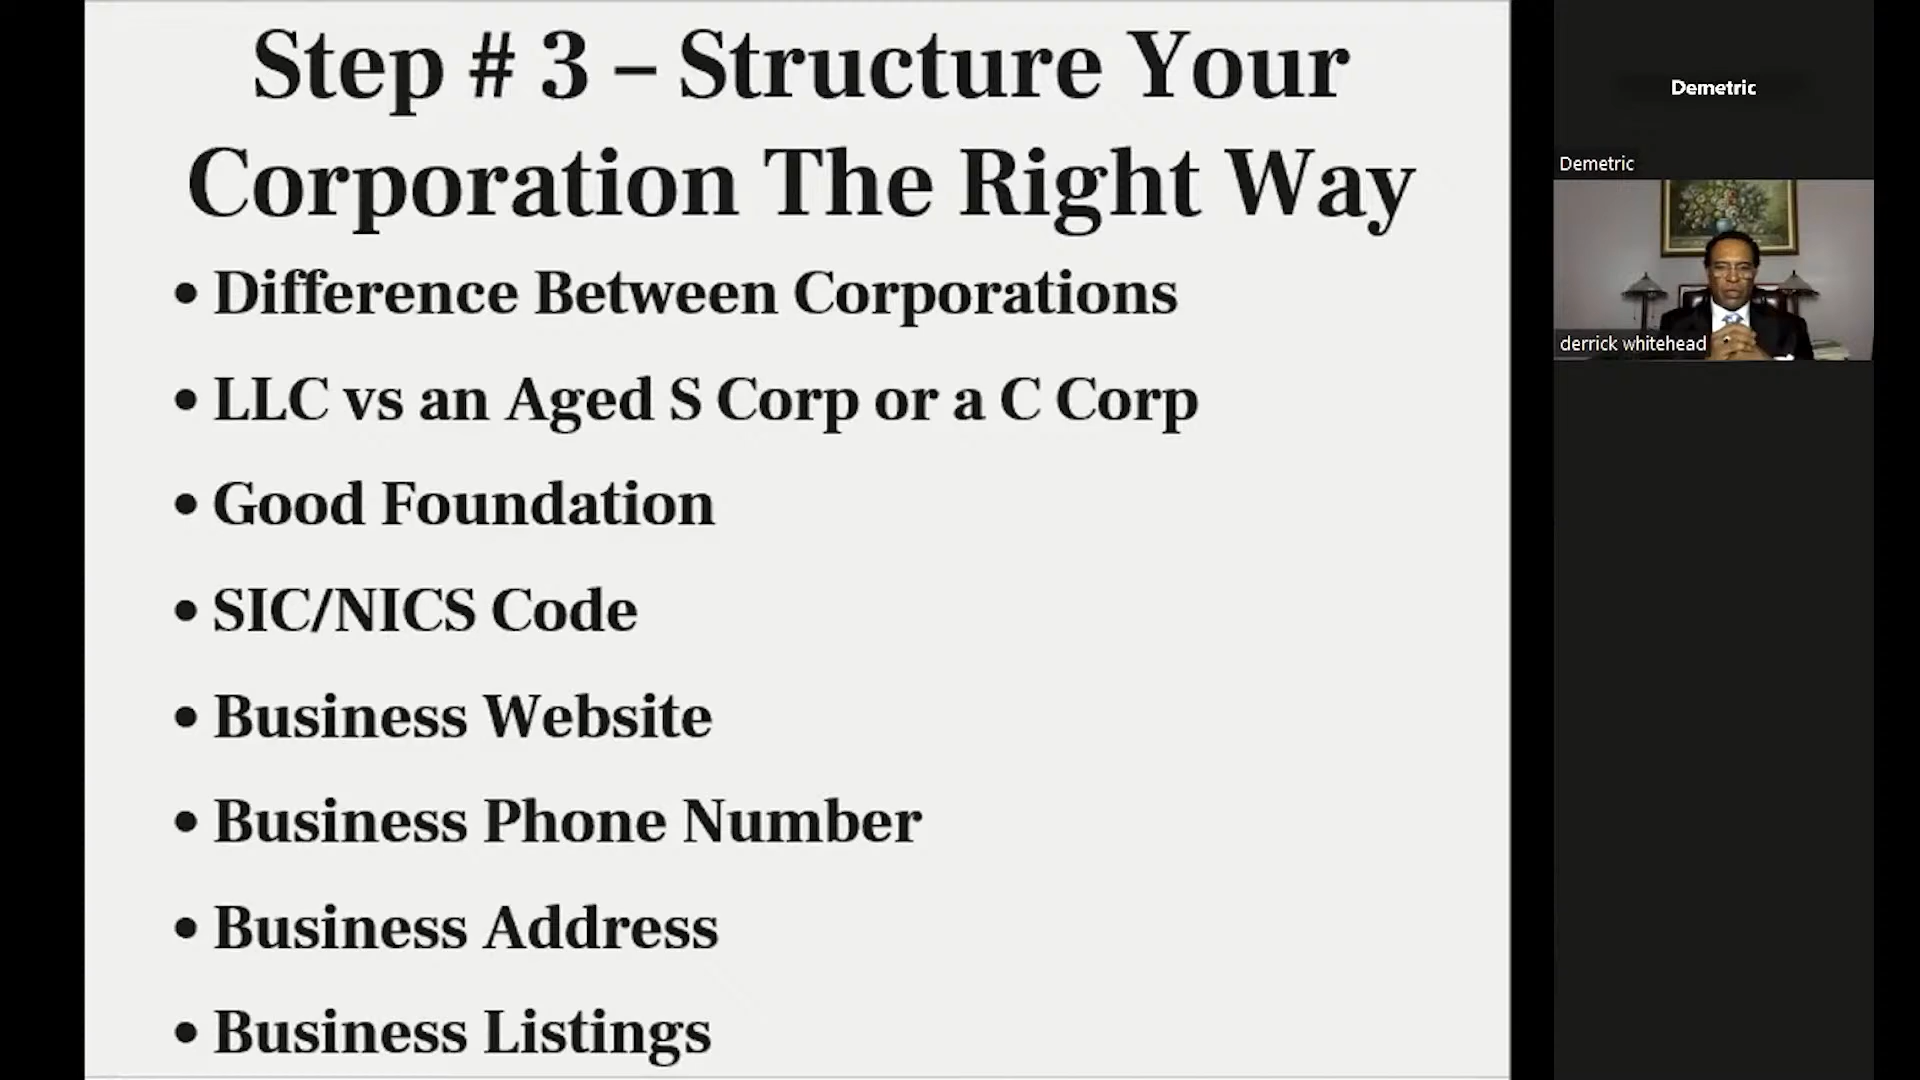 Step # 3 – Structure Your
Corporation The Right Way
• Difference Between Corporations
• LLC vs an Aged S Corp or a C Corp
• Good Foundation
• SIC/NICS Code
• Business Website
• Business Phone Number
• Business Address
• Business Listings
Demetric
Demetric
derrick whitehead